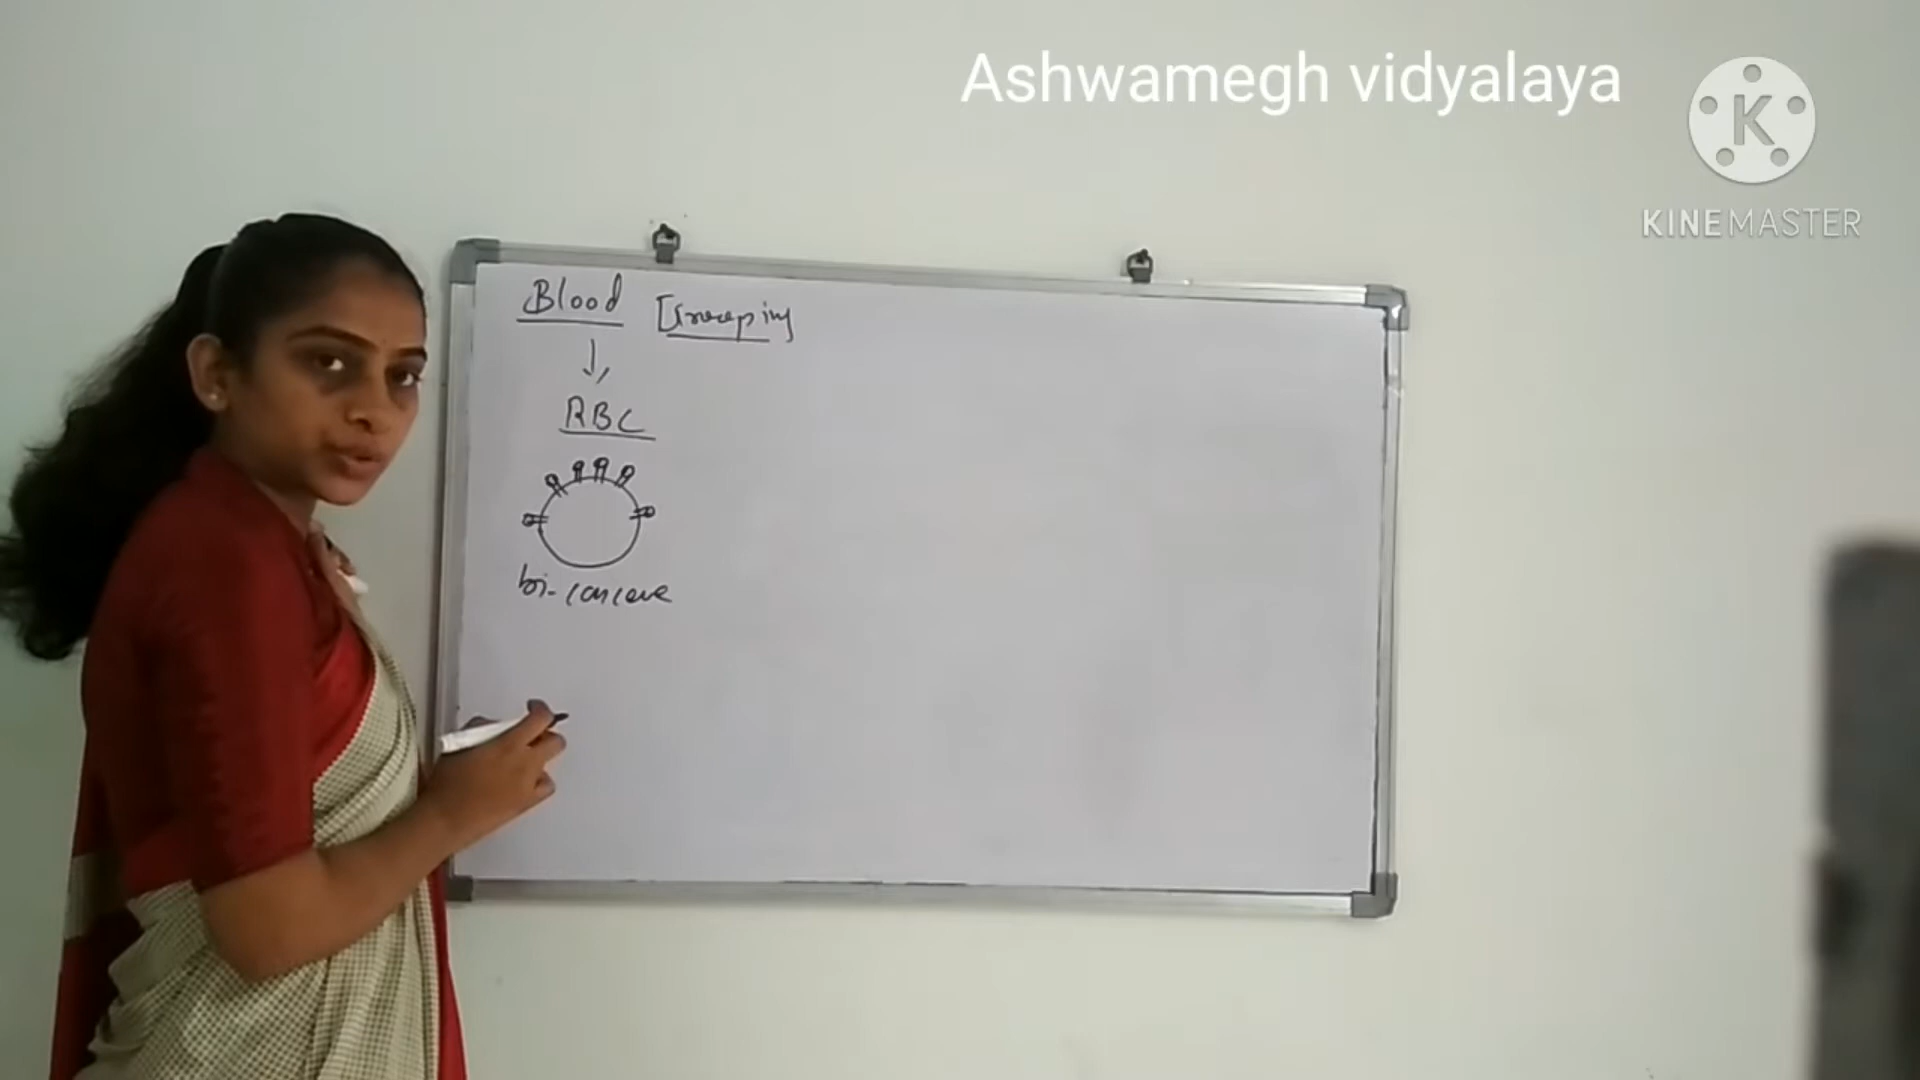 Ashwamegh vidyalaya
K
KINEMASTER
Blood [Grouping
RBC
bi-concave